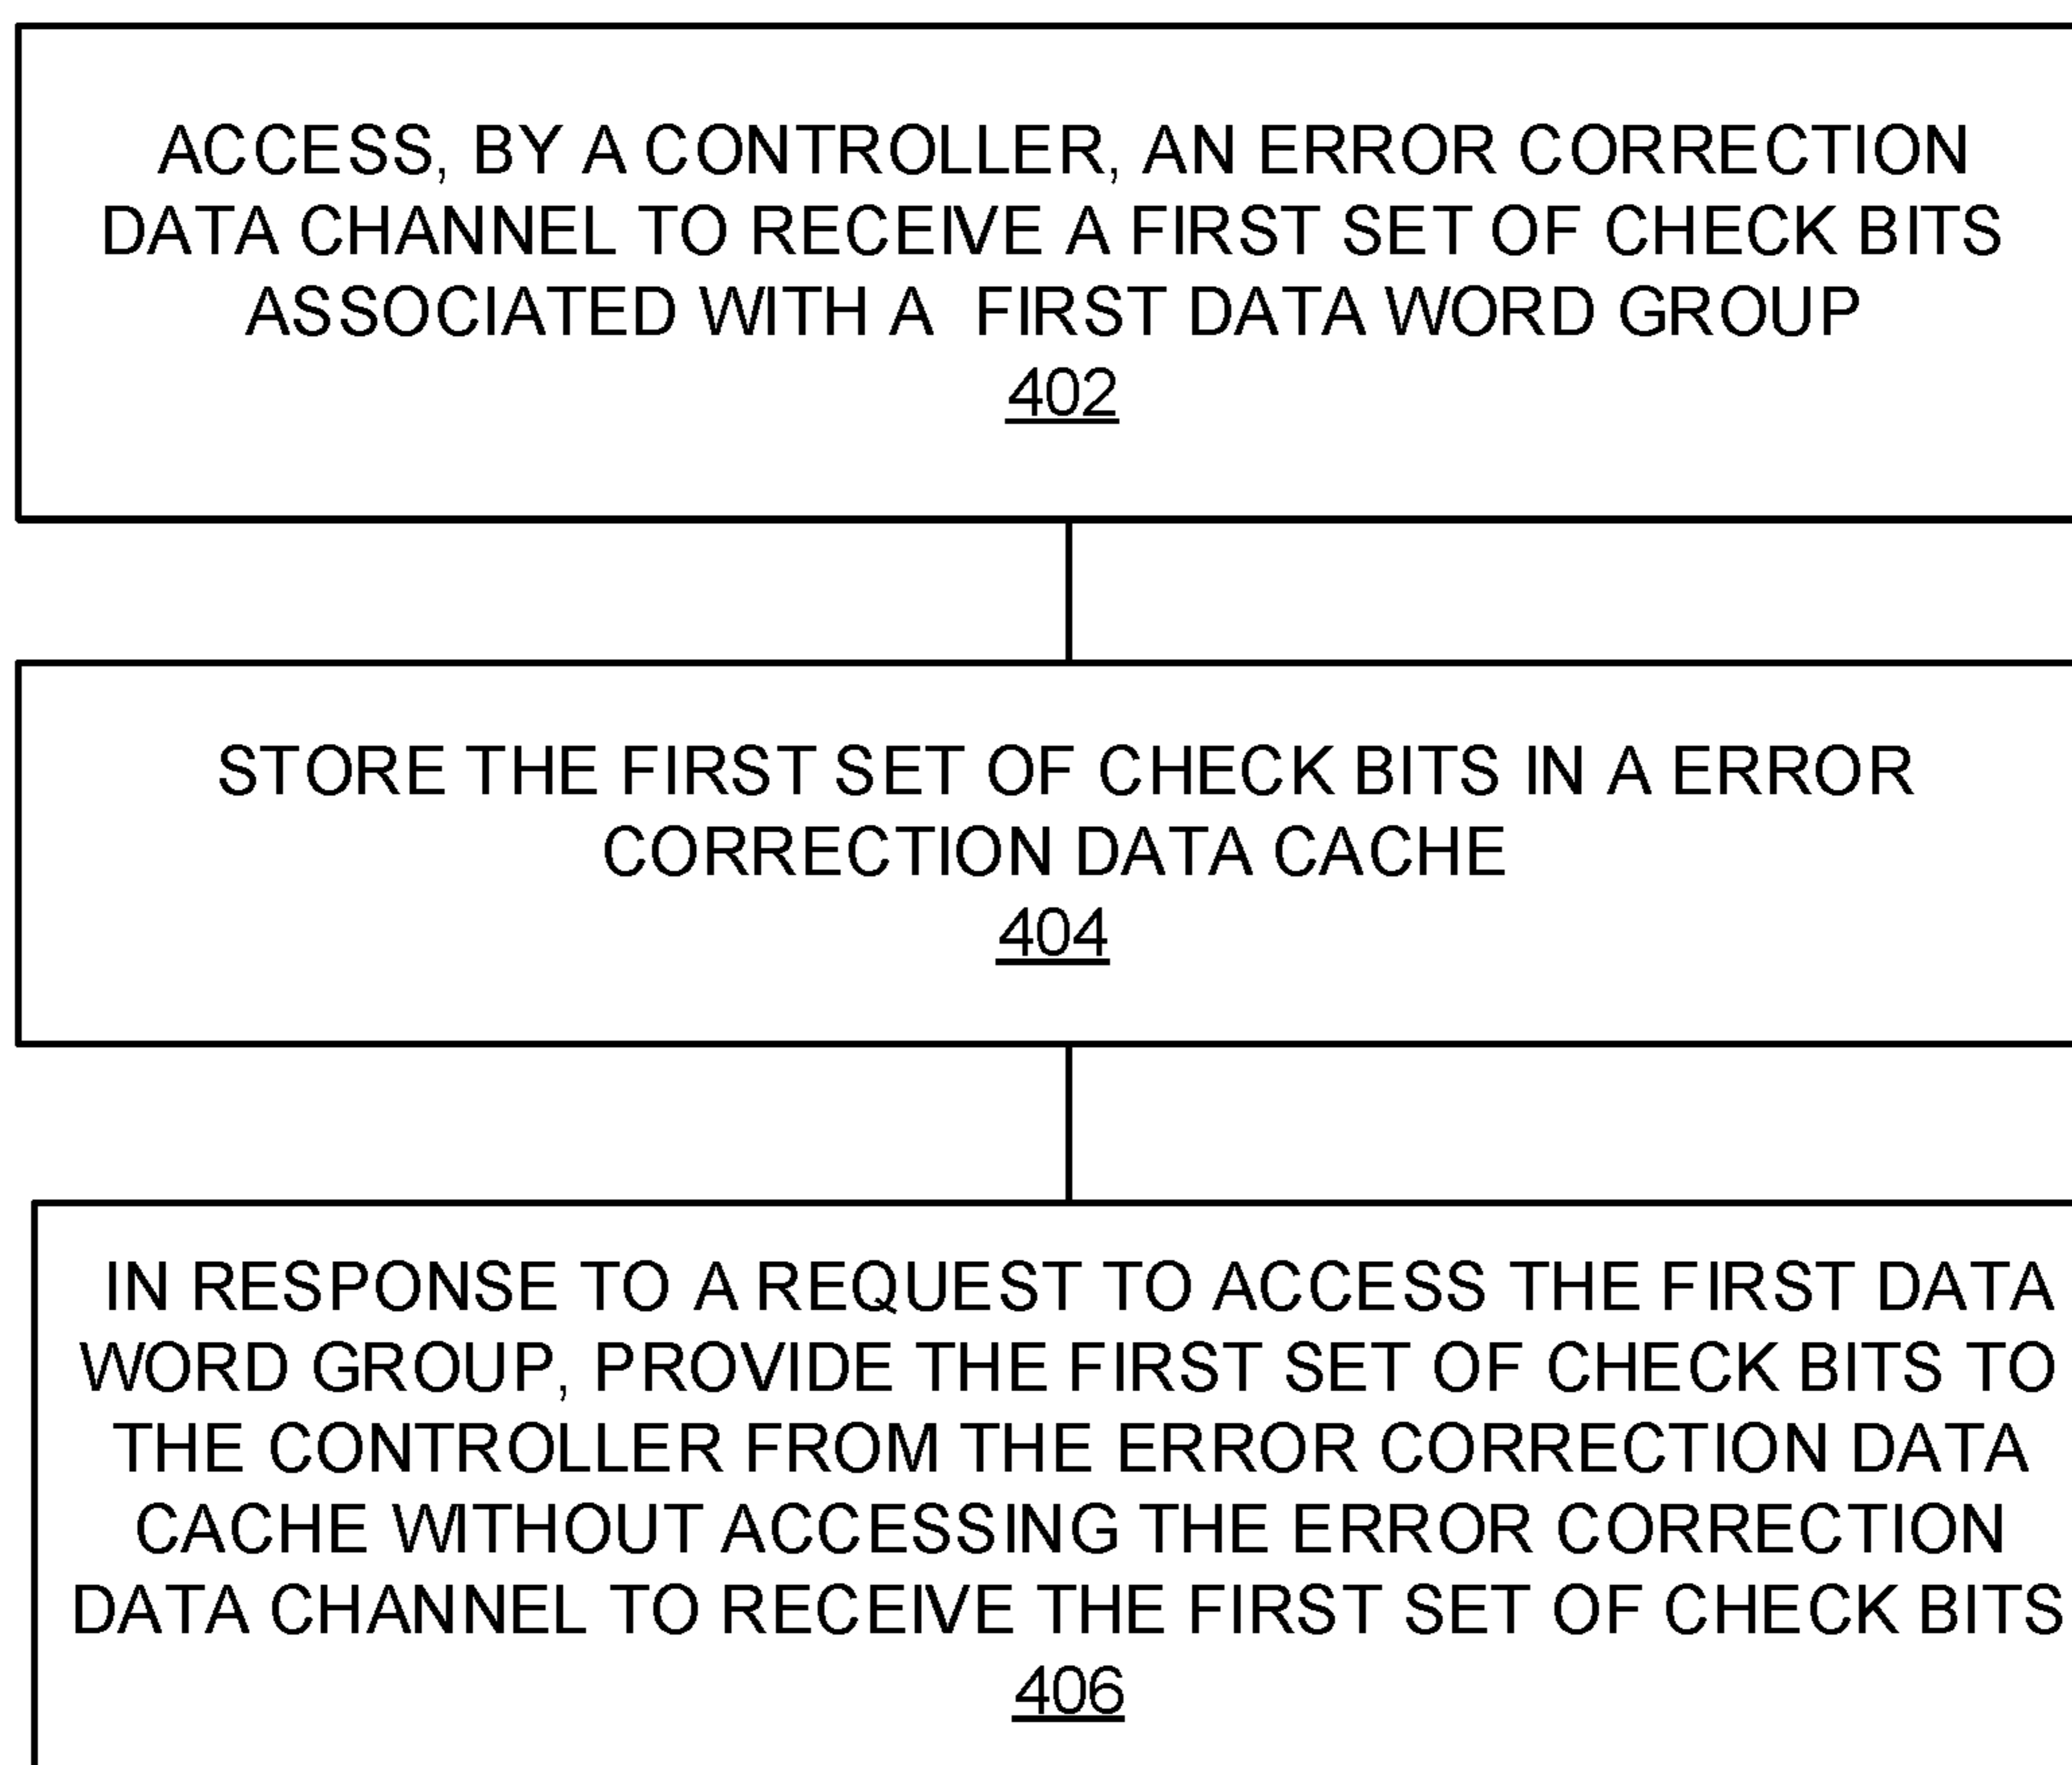 ACCESS, BY A CONTROLLER, AN ERROR CORRECTION
DATA CHANNEL TO RECEIVE A FIRST SET OF CHECK BITS
ASSOCIATED WITH A FIRST DATA WORD GROUP
402
STORE THE FIRST SET OF CHECK BITS IN A ERROR
CORRECTION DATA CACHE
404
IN RESPONSE TO A REQUEST TO ACCESS THE FIRST DATA
WORD GROUP, PROVIDE THE FIRST SET OF CHECK BITS TO
THE CONTROLLER FROM THE ERROR CORRECTION DATA
CACHE WITHOUT ACCESSING THE ERROR CORRECTION
DATA CHANNEL TO RECEIVE THE FIRST SET OF CHECK BITS
406